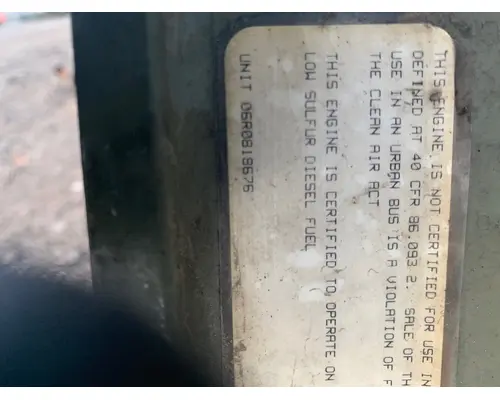 THIS ENGINE IS NOT CERTIFIED FOR USE IN
DEFINED AT 40 CFR 86.093 2. SALE OF TH
USE IN AN URBAN BUS IS A VIOLATION OF F
THE CLEAN AIR ACT
THIS ENGINE IS CERTIFIED TO OPERATE ON
LOW SULFUR DIESEL FUEL
UNIT 06R0818676